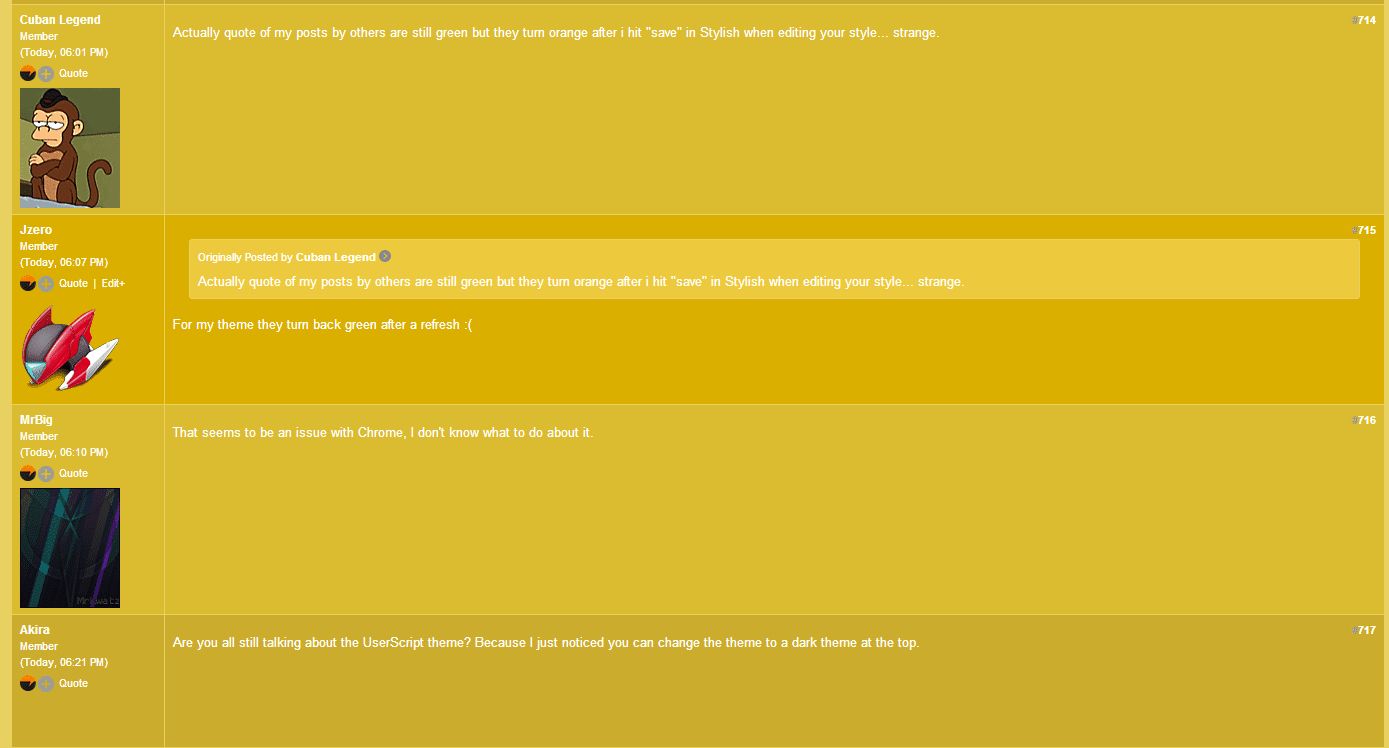 Cuban Legend
Member
(Today, 06:01 PM)
Quote
#714
Actually quote of my posts by others are still green but they turn orange after i hit "save" in Stylish when editing your style... strange.
Jzero
Member
(Today, 06:07 PM)
Quote | Edit+
#715
Originally Posted by Cuban Legend
Actually quote of my posts by others are still green but they turn orange after i hit "save" in Stylish when editing your style... strange.
For my theme they turn back green after a refresh :(
MrBig
Member
(Today, 06:10 PM)
Quote
Mrkwatz
#716
That seems to be an issue with Chrome, I don't know what to do about it.
Akira
Member
(Today, 06:21 PM)
Quote
#717
Are you all still talking about the UserScript theme? Because I just noticed you can change the theme to a dark theme at the top.